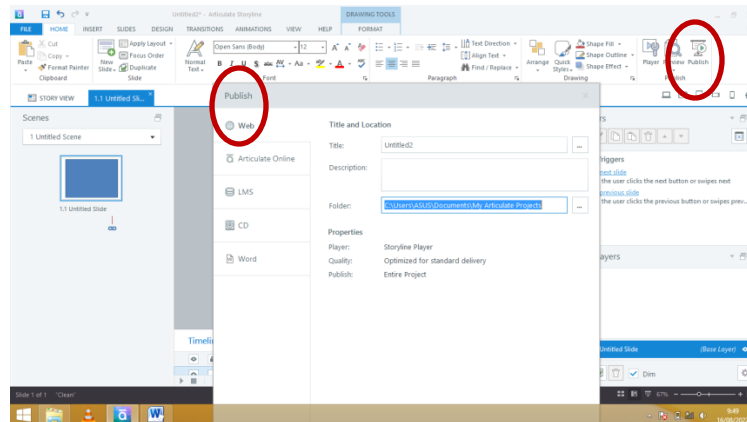 Untitled2* - Articulate Storyline
DRAWING TOOLS
FILE HOME INSERT SLIDES DESIGN TRANSITIONS ANIMATIONS VIEW HELP FORMAT
Paste
Cut
Copy
Format Painter
Clipboard
New Slide
Apply Layout
Focus Order
Duplicate
Slide
Normal Text
Open Sans (Body) 12
B I U S abc Aa A
Font
Text Direction
Align Text
Find / Replace
Paragraph
Arrange
Quick Styles
Shape Fill
Shape Outline
Shape Effect
Drawing
Player Preview Publish
Publish
STORY VIEW
1.1 Untitled Sli...
Scenes
1 Untitled Scene
1.1 Untitled Slide
Publish
Web
Articulate Online
LMS
CD
Word
Title and Location
Title: Untitled2 ...
Description:
Folder: C:\Users\ASUS\Documents\My Articulate Projects ...
Properties
Player: Storyline Player
Quality: Optimized for standard delivery
Publish: Entire Project
rs
riggers
next slide
the user clicks the next button or swipes next
previous slide
the user clicks the previous button or swipes prev...
ayers
Untitled Slide (Base Layer)
Dim
Timeli
Slide 1 of 1 "Clean"
67%
9:49